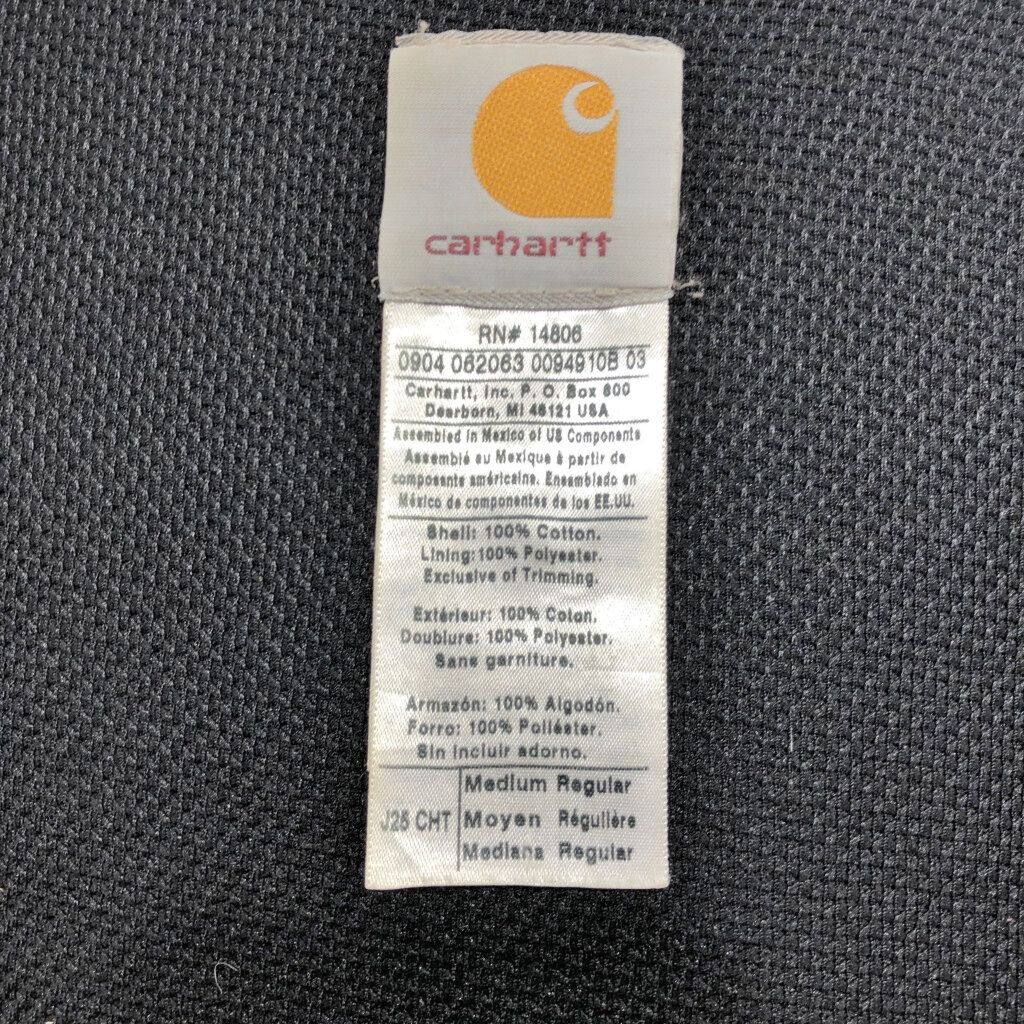 carhartt
RN# 14806
0904 062063 0094910B 03
Carhartt, Inc. P. O. Box 600
Dearborn, MI 48121 USA
Assembled in Mexico of US Components
Assemblé au Mexique à partir de
composants américains. Ensamblado en
México de componentes de los EE.UU.
Shell: 100% Cotton.
Lining:100% Polyester.
Exclusive of Trimming.
Extérieur: 100% Coton.
Doublure: 100% Polyester.
Sans garniture.
Armazón: 100% Algodón.
Forro: 100% Poliéster.
Sin incluir adorno.
J25 CHT
Medium Regular
Moyen Régulière
Mediana Regular